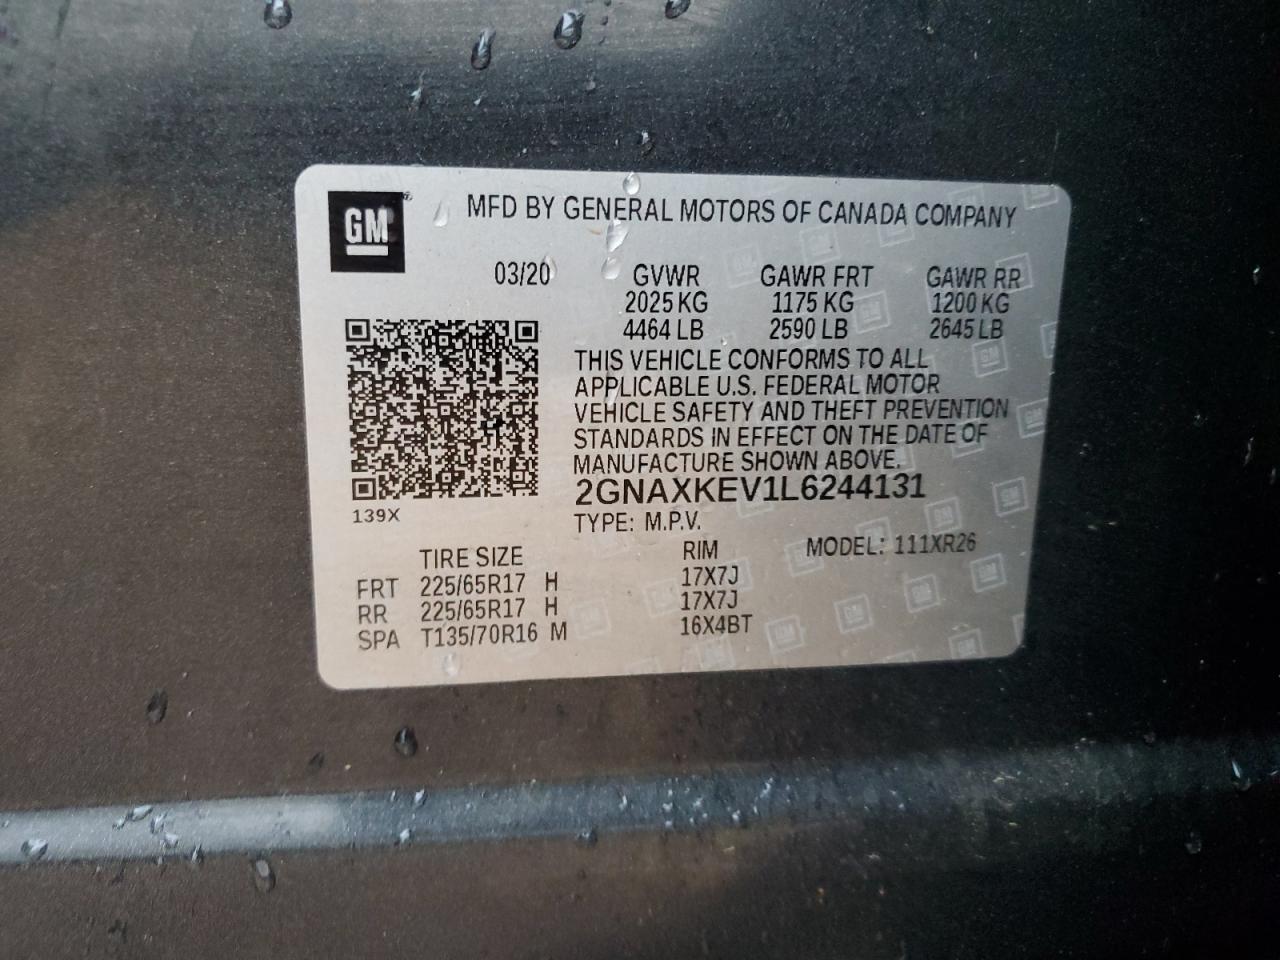 GM
MFD BY GENERAL MOTORS OF CANADA COMPANY
03/20 GVWR GAWR FRT GAWR RR
2025 KG 1175 KG 1200 KG
4464 LB 2590 LB 2645 LB
THIS VEHICLE CONFORMS TO ALL
APPLICABLE U.S. FEDERAL MOTOR
VEHICLE SAFETY AND THEFT PREVENTION
STANDARDS IN EFFECT ON THE DATE OF
MANUFACTURE SHOWN ABOVE.
2GNAXKEV1L6244131
139X
TYPE: M.P.V.
TIRE SIZE RIM MODEL: 111XR26
FRT 225/65R17 H 17X7J
RR 225/65R17 H 17X7J
SPA T135/70R16 M 16X4BT